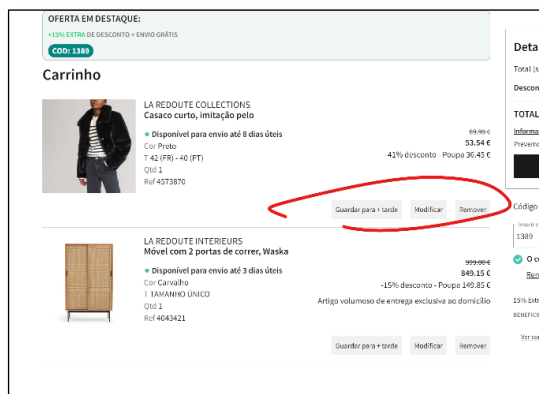 OFERTA EM DESTAQUE:
+15% EXTRA DE DESCONTO + ENVIO GRÁTIS
COD: 1389
Carrinho
LA REDOUTE COLLECTIONS
Casaco curto, imitação pelo
Disponível para envio até 8 dias úteis
Cor Preto
T 42 (FR) - 40 (PT)
Qtd 1
Ref 4573870
53.54 €
41% desconto - Poupa 36.45 €
Guardar para + tarde Modificar Remover
LA REDOUTE INTERIEURS
Móvel com 2 portas de correr, Waska
Disponível para envio até 3 dias úteis
Cor Carvalho
T TAMANHO ÚNICO
Qtd 1
Ref 4043421
999.00 €
849.15 €
-15% desconto - Poupa 149.85 €
Artigo volumoso de entrega exclusiva ao domicílio
Guardar para + tarde Modificar Remover
Deta
Total (s
Descon
TOTAL
Informa
Código
1389
O c
15% Extr
Ver co